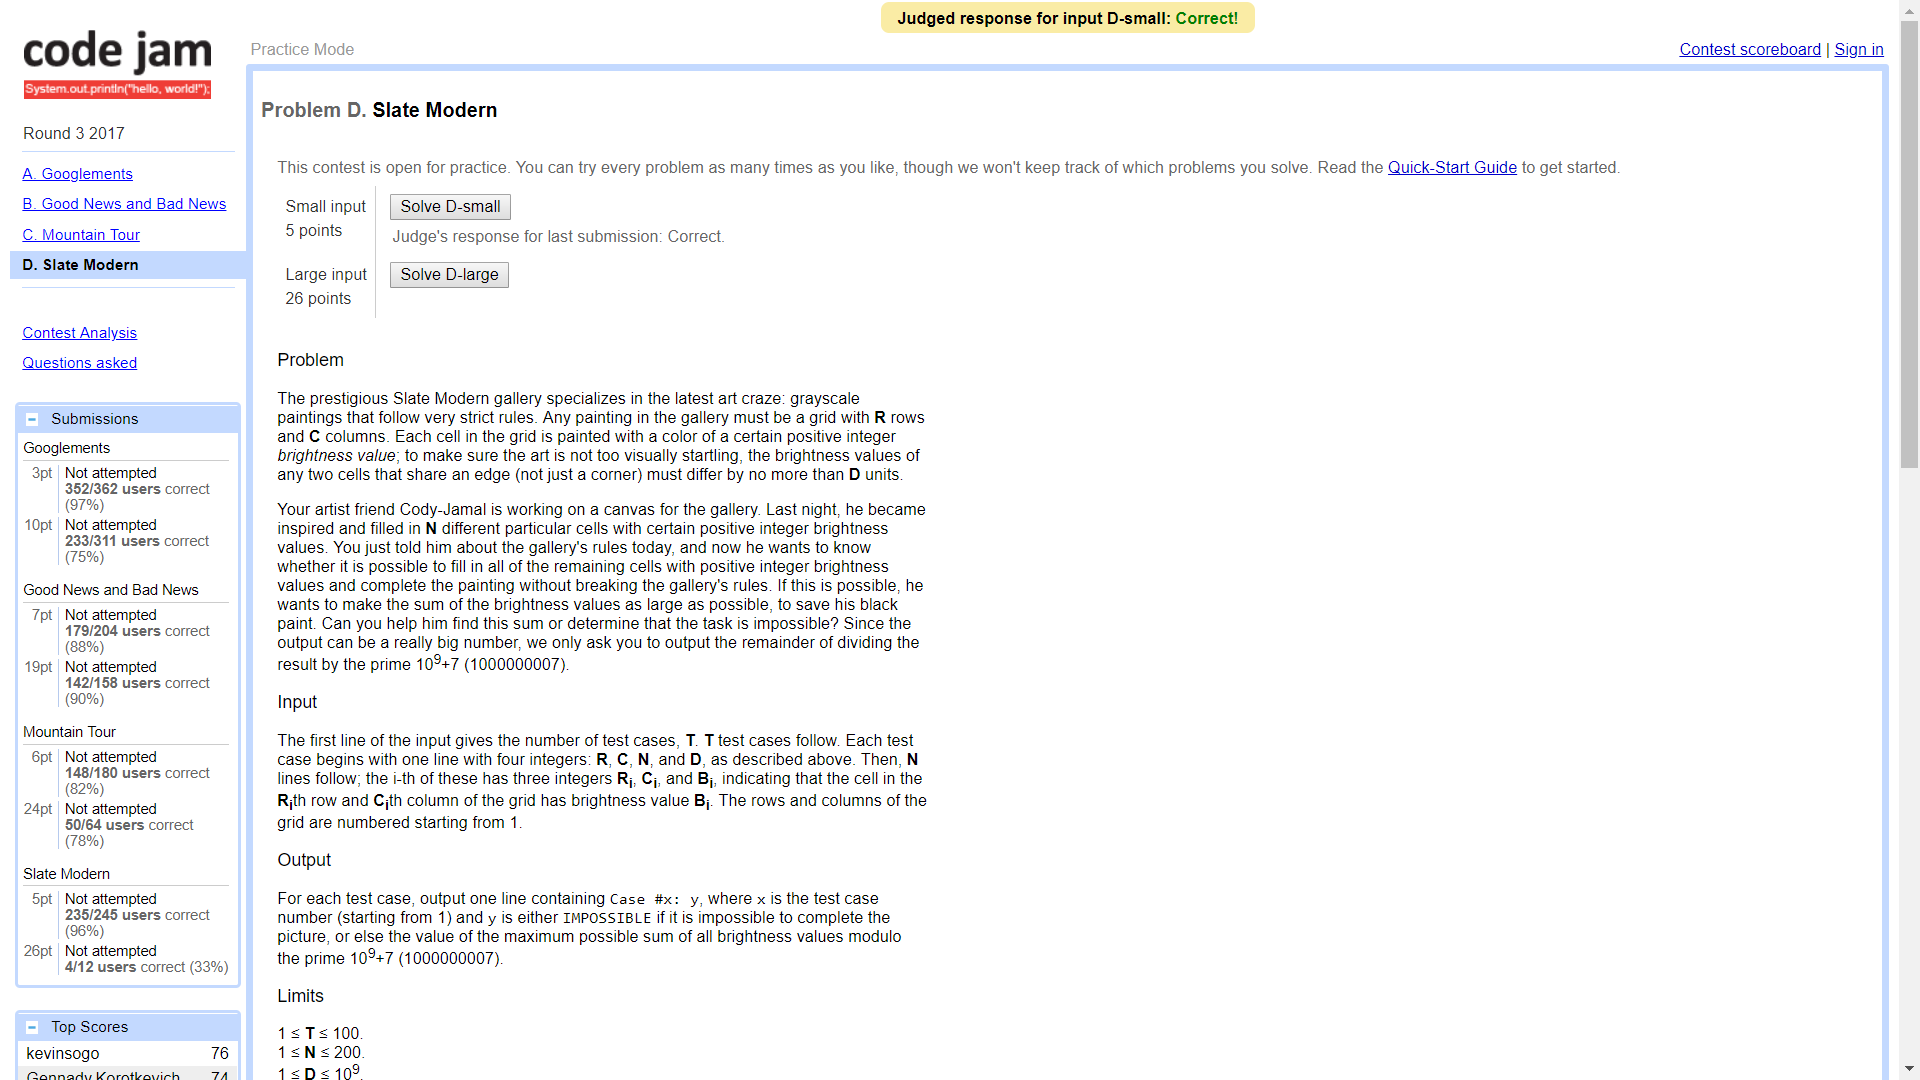 Judged response for input D-small: Correct!
code jam
System.out.println("hello, world!");
Practice Mode
Contest scoreboard | Sign in
Round 3 2017
A. Googlements
B. Good News and Bad News
C. Mountain Tour
D. Slate Modern
Contest Analysis
Questions asked
Submissions
Googlements
3pt Not attempted
352/362 users correct
(97%)
10pt Not attempted
233/311 users correct
(75%)
Good News and Bad News
7pt Not attempted
179/204 users correct
(88%)
19pt Not attempted
142/158 users correct
(90%)
Mountain Tour
6pt Not attempted
148/180 users correct
(82%)
24pt Not attempted
50/64 users correct
(78%)
Slate Modern
5pt Not attempted
235/245 users correct
(96%)
26pt Not attempted
4/12 users correct (33%)
Top Scores
kevinsogo 76
Gennady Korotkevich 74
Problem D. Slate Modern
This contest is open for practice. You can try every problem as many times as you like, though we won't keep track of which problems you solve. Read the Quick-Start Guide to get started.
Small input
5 points
Solve D-small
Judge's response for last submission: Correct.
Large input
26 points
Solve D-large
Problem
The prestigious Slate Modern gallery specializes in the latest art craze: grayscale
paintings that follow very strict rules. Any painting in the gallery must be a grid with R rows
and C columns. Each cell in the grid is painted with a color of a certain positive integer
brightness value; to make sure the art is not too visually startling, the brightness values of
any two cells that share an edge (not just a corner) must differ by no more than D units.
Your artist friend Cody-Jamal is working on a canvas for the gallery. Last night, he became
inspired and filled in N different particular cells with certain positive integer brightness
values. You just told him about the gallery's rules today, and now he wants to know
whether it is possible to fill in all of the remaining cells with positive integer brightness
values and complete the painting without breaking the gallery's rules. If this is possible, he
wants to make the sum of the brightness values as large as possible, to save his black
paint. Can you help him find this sum or determine that the task is impossible? Since the
output can be a really big number, we only ask you to output the remainder of dividing the
result by the prime 10^9+7 (1000000007).
Input
The first line of the input gives the number of test cases, T. T test cases follow. Each test
case begins with one line with four integers: R, C, N, and D, as described above. Then, N
lines follow; the i-th of these has three integers Ri, Ci, and Bi, indicating that the cell in the
Rith row and Cith column of the grid has brightness value Bi. The rows and columns of the
grid are numbered starting from 1.
Output
For each test case, output one line containing Case #x: y, where x is the test case
number (starting from 1) and y is either IMPOSSIBLE if it is impossible to complete the
picture, or else the value of the maximum possible sum of all brightness values modulo
the prime 10^9+7 (1000000007).
Limits
1 ≤ T ≤ 100.
1 ≤ N ≤ 200.
1 ≤ D ≤ 10^9.